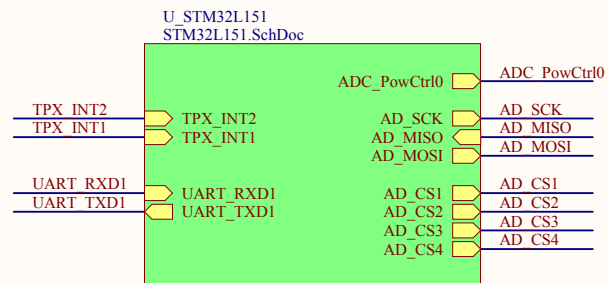 U_STM32L151
STM32L151.SchDoc
ADC_PowCtrl0 ADC_PowCtrl0
TPX_INT2 TPX_INT2 AD_SCK AD_SCK
TPX_INT1 TPX_INT1 AD_MISO AD_MISO
AD_MOSI AD_MOSI
UART_RXD1 UART_RXD1 AD_CS1 AD_CS1
UART_TXD1 UART_TXD1 AD_CS2 AD_CS2
AD_CS3 AD_CS3
AD_CS4 AD_CS4